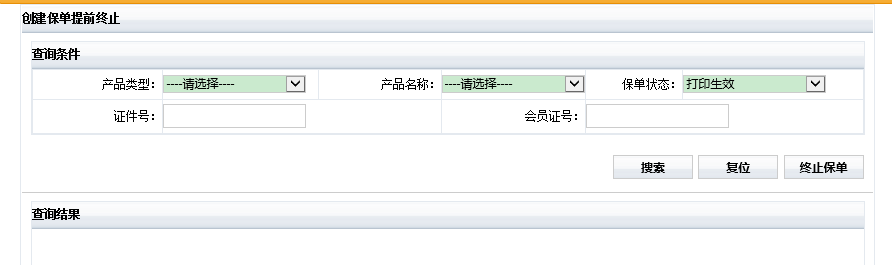 创建保单提前终止
查询条件
产品类型： ----请选择---- 产品名称： ----请选择---- 保单状态： 打印生效
证件号： 会员证号：
搜索 复位 终止保单
查询结果